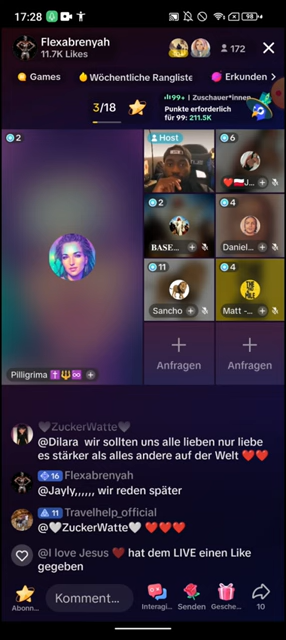 17:28
98
Flexabrenyah
11.7K Likes
172
Games
Wöchentliche Rangliste
Erkunden >
3/18
99+ | Zuschauer*innen
Punkte erforderlich
für 99: 211.5K
2
Host
6
J...
2
BASE...
4
Daniel...
11
Sancho
4
Matt -...
Pilligrima
Anfragen
Anfragen
🖤ZuckerWatte🖤
@Dilara wir sollten uns alle lieben nur liebe
es stärker als alles andere auf der Welt ❤️❤️
16 Flexabrenyah
@Jayly,,,,,, wir reden später
11 Travelhelp_official
@🤍ZuckerWatte🤍 ❤️❤️❤️
@I love Jesus ❤️ hat dem LIVE einen Like
gegeben
Abonn...
Komment...
Interagi...
Senden
Gesche...
10